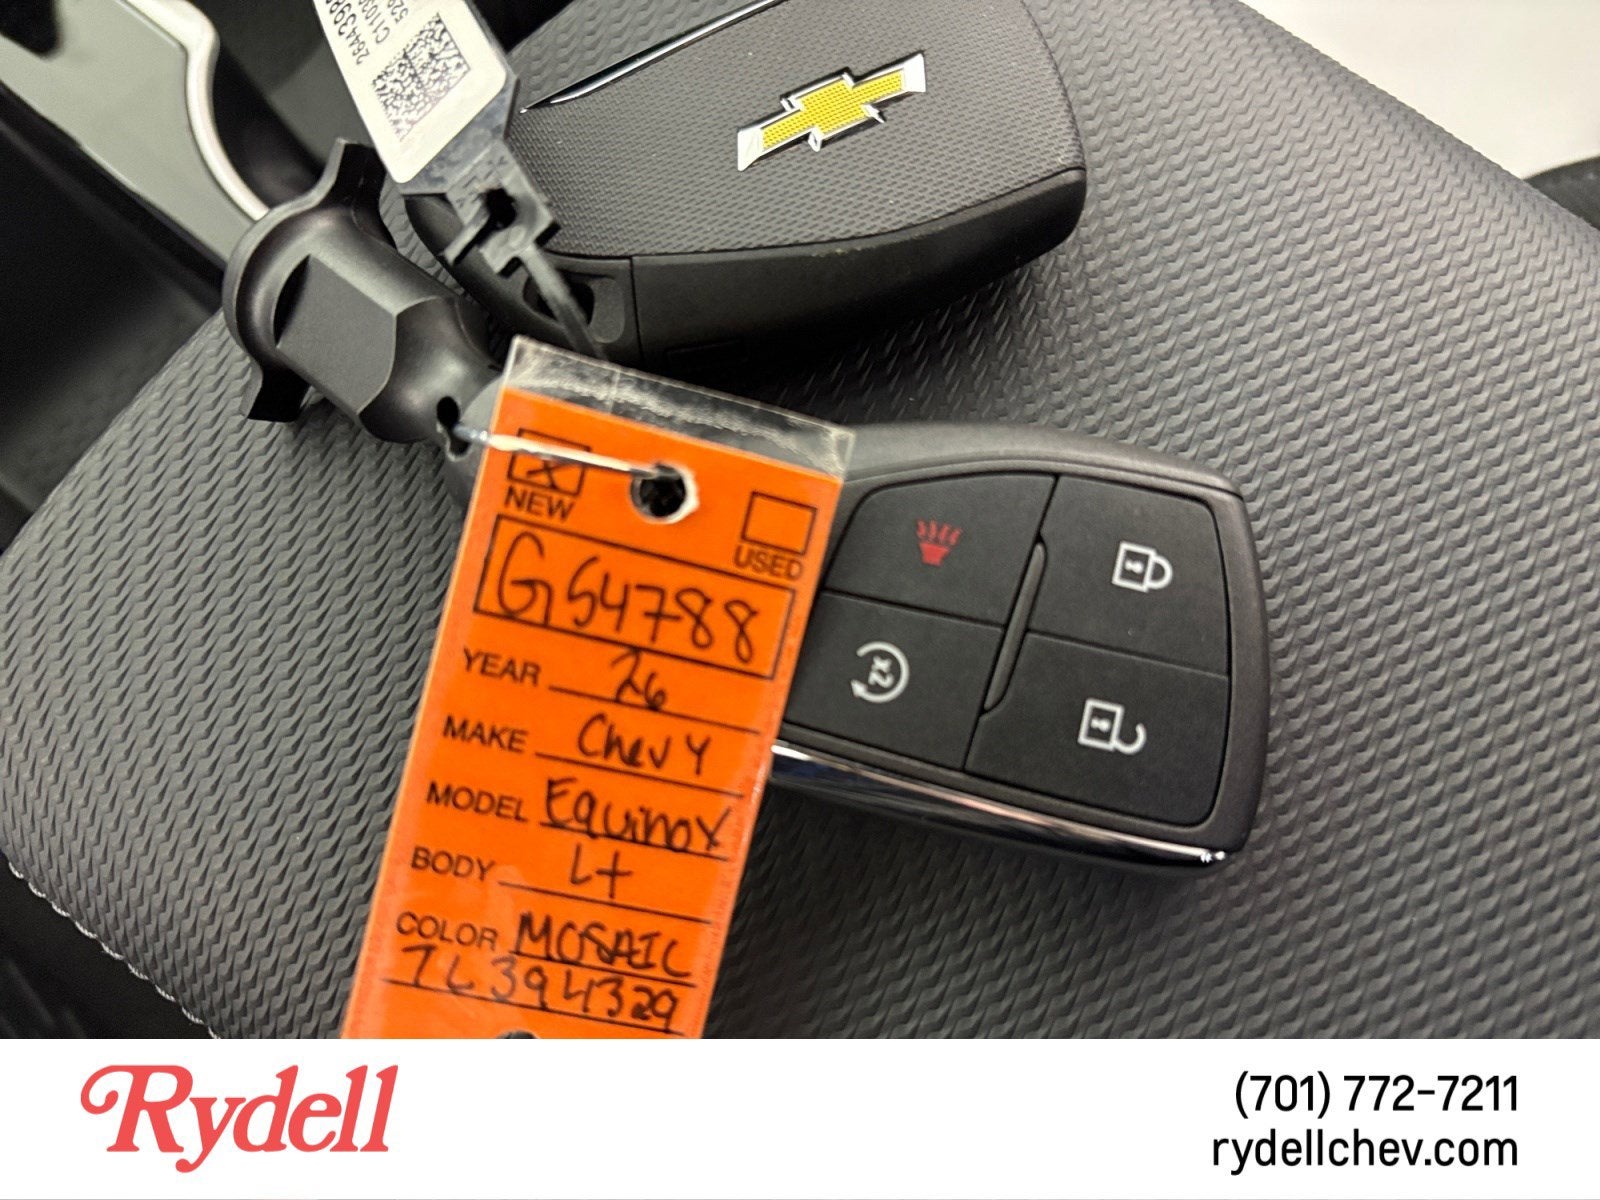 X
NEW
USED
G54788
YEAR 26
MAKE Chevy
MODEL Equinox
BODY Lt
COLOR MOSAIC
TL394329
x2
Rydell
(701) 772-7211
rydellchev.com